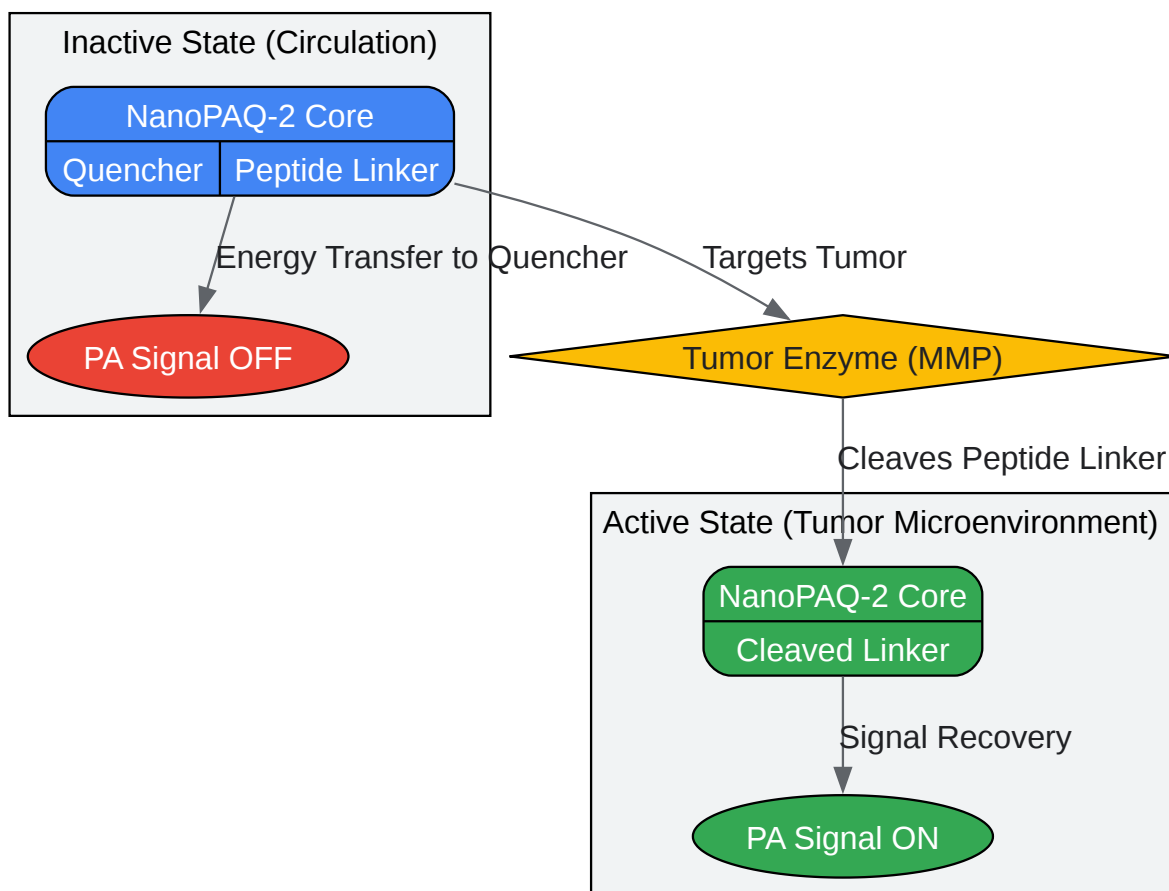 Inactive State (Circulation)
NanoPAQ-2 Core
Quencher
Peptide Linker
Energy Transfer to Quencher
Targets Tumor
PA Signal OFF
Tumor Enzyme (MMP)
Cleaves Peptide Linker
Active State (Tumor Microenvironment)
NanoPAQ-2 Core
Cleaved Linker
Signal Recovery
PA Signal ON